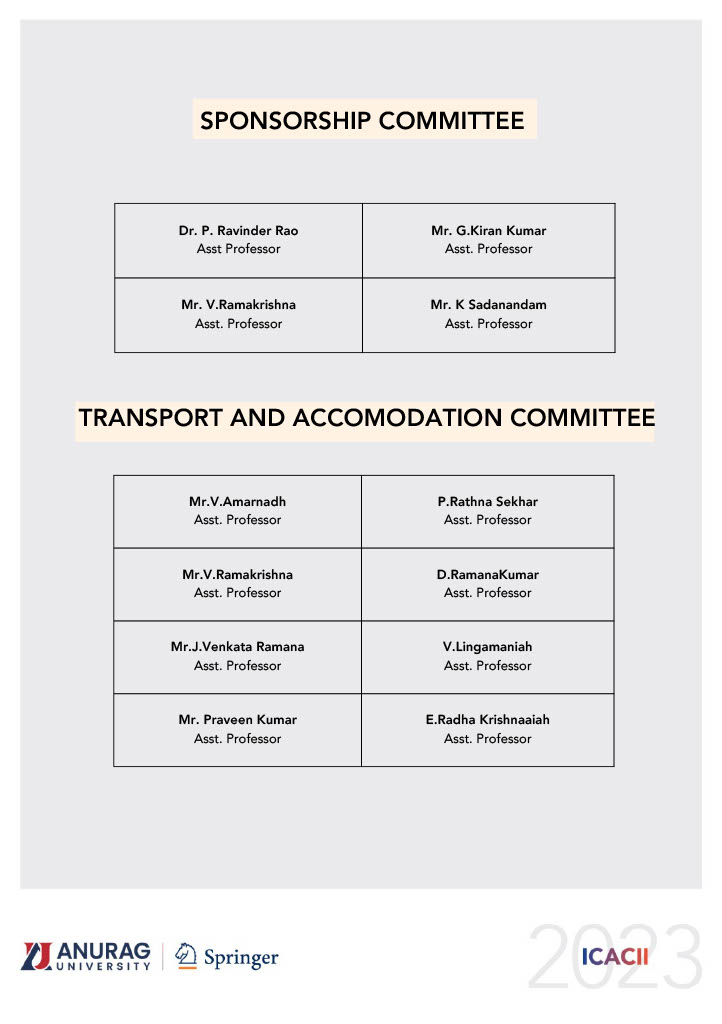 SPONSORSHIP COMMITTEE
Dr. P. Ravinder Rao
Asst Professor
Mr. G.Kiran Kumar
Asst. Professor
Mr. V.Ramakrishna
Asst. Professor
Mr. K Sadanandam
Asst. Professor
TRANSPORT AND ACCOMODATION COMMITTEE
Mr.V.Amarnadh
Asst. Professor
P.Rathna Sekhar
Asst. Professor
Mr.V.Ramakrishna
Asst. Professor
D.RamanaKumar
Asst. Professor
Mr.J.Venkata Ramana
Asst. Professor
V.Lingamaniah
Asst. Professor
Mr. Praveen Kumar
Asst. Professor
E.Radha Krishnaaiah
Asst. Professor
ANURAG
UNIVERSITY
Springer
2023
ICACII